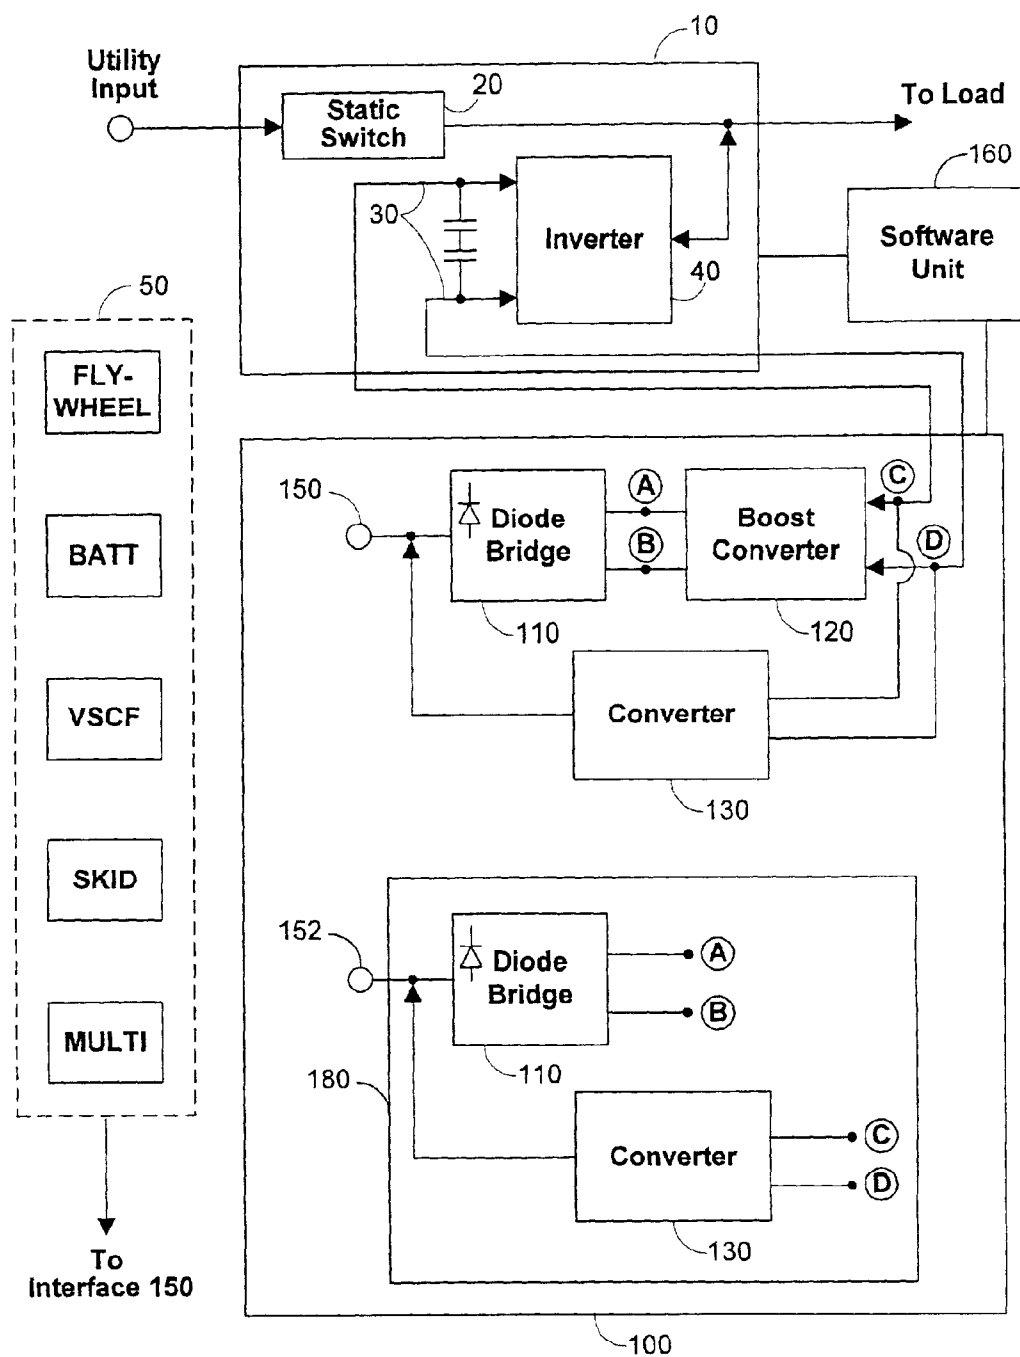 10
Utility
Input
20
Static
Switch
To Load
160
30
Inverter
40
Software
Unit
50
FLY-
WHEEL
BATT
VSCF
SKID
MULTI
To
Interface 150
150
Diode
Bridge
110
A
B
Boost
Converter
120
C
D
Converter
130
152
Diode
Bridge
110
A
B
180
Converter
130
C
D
100